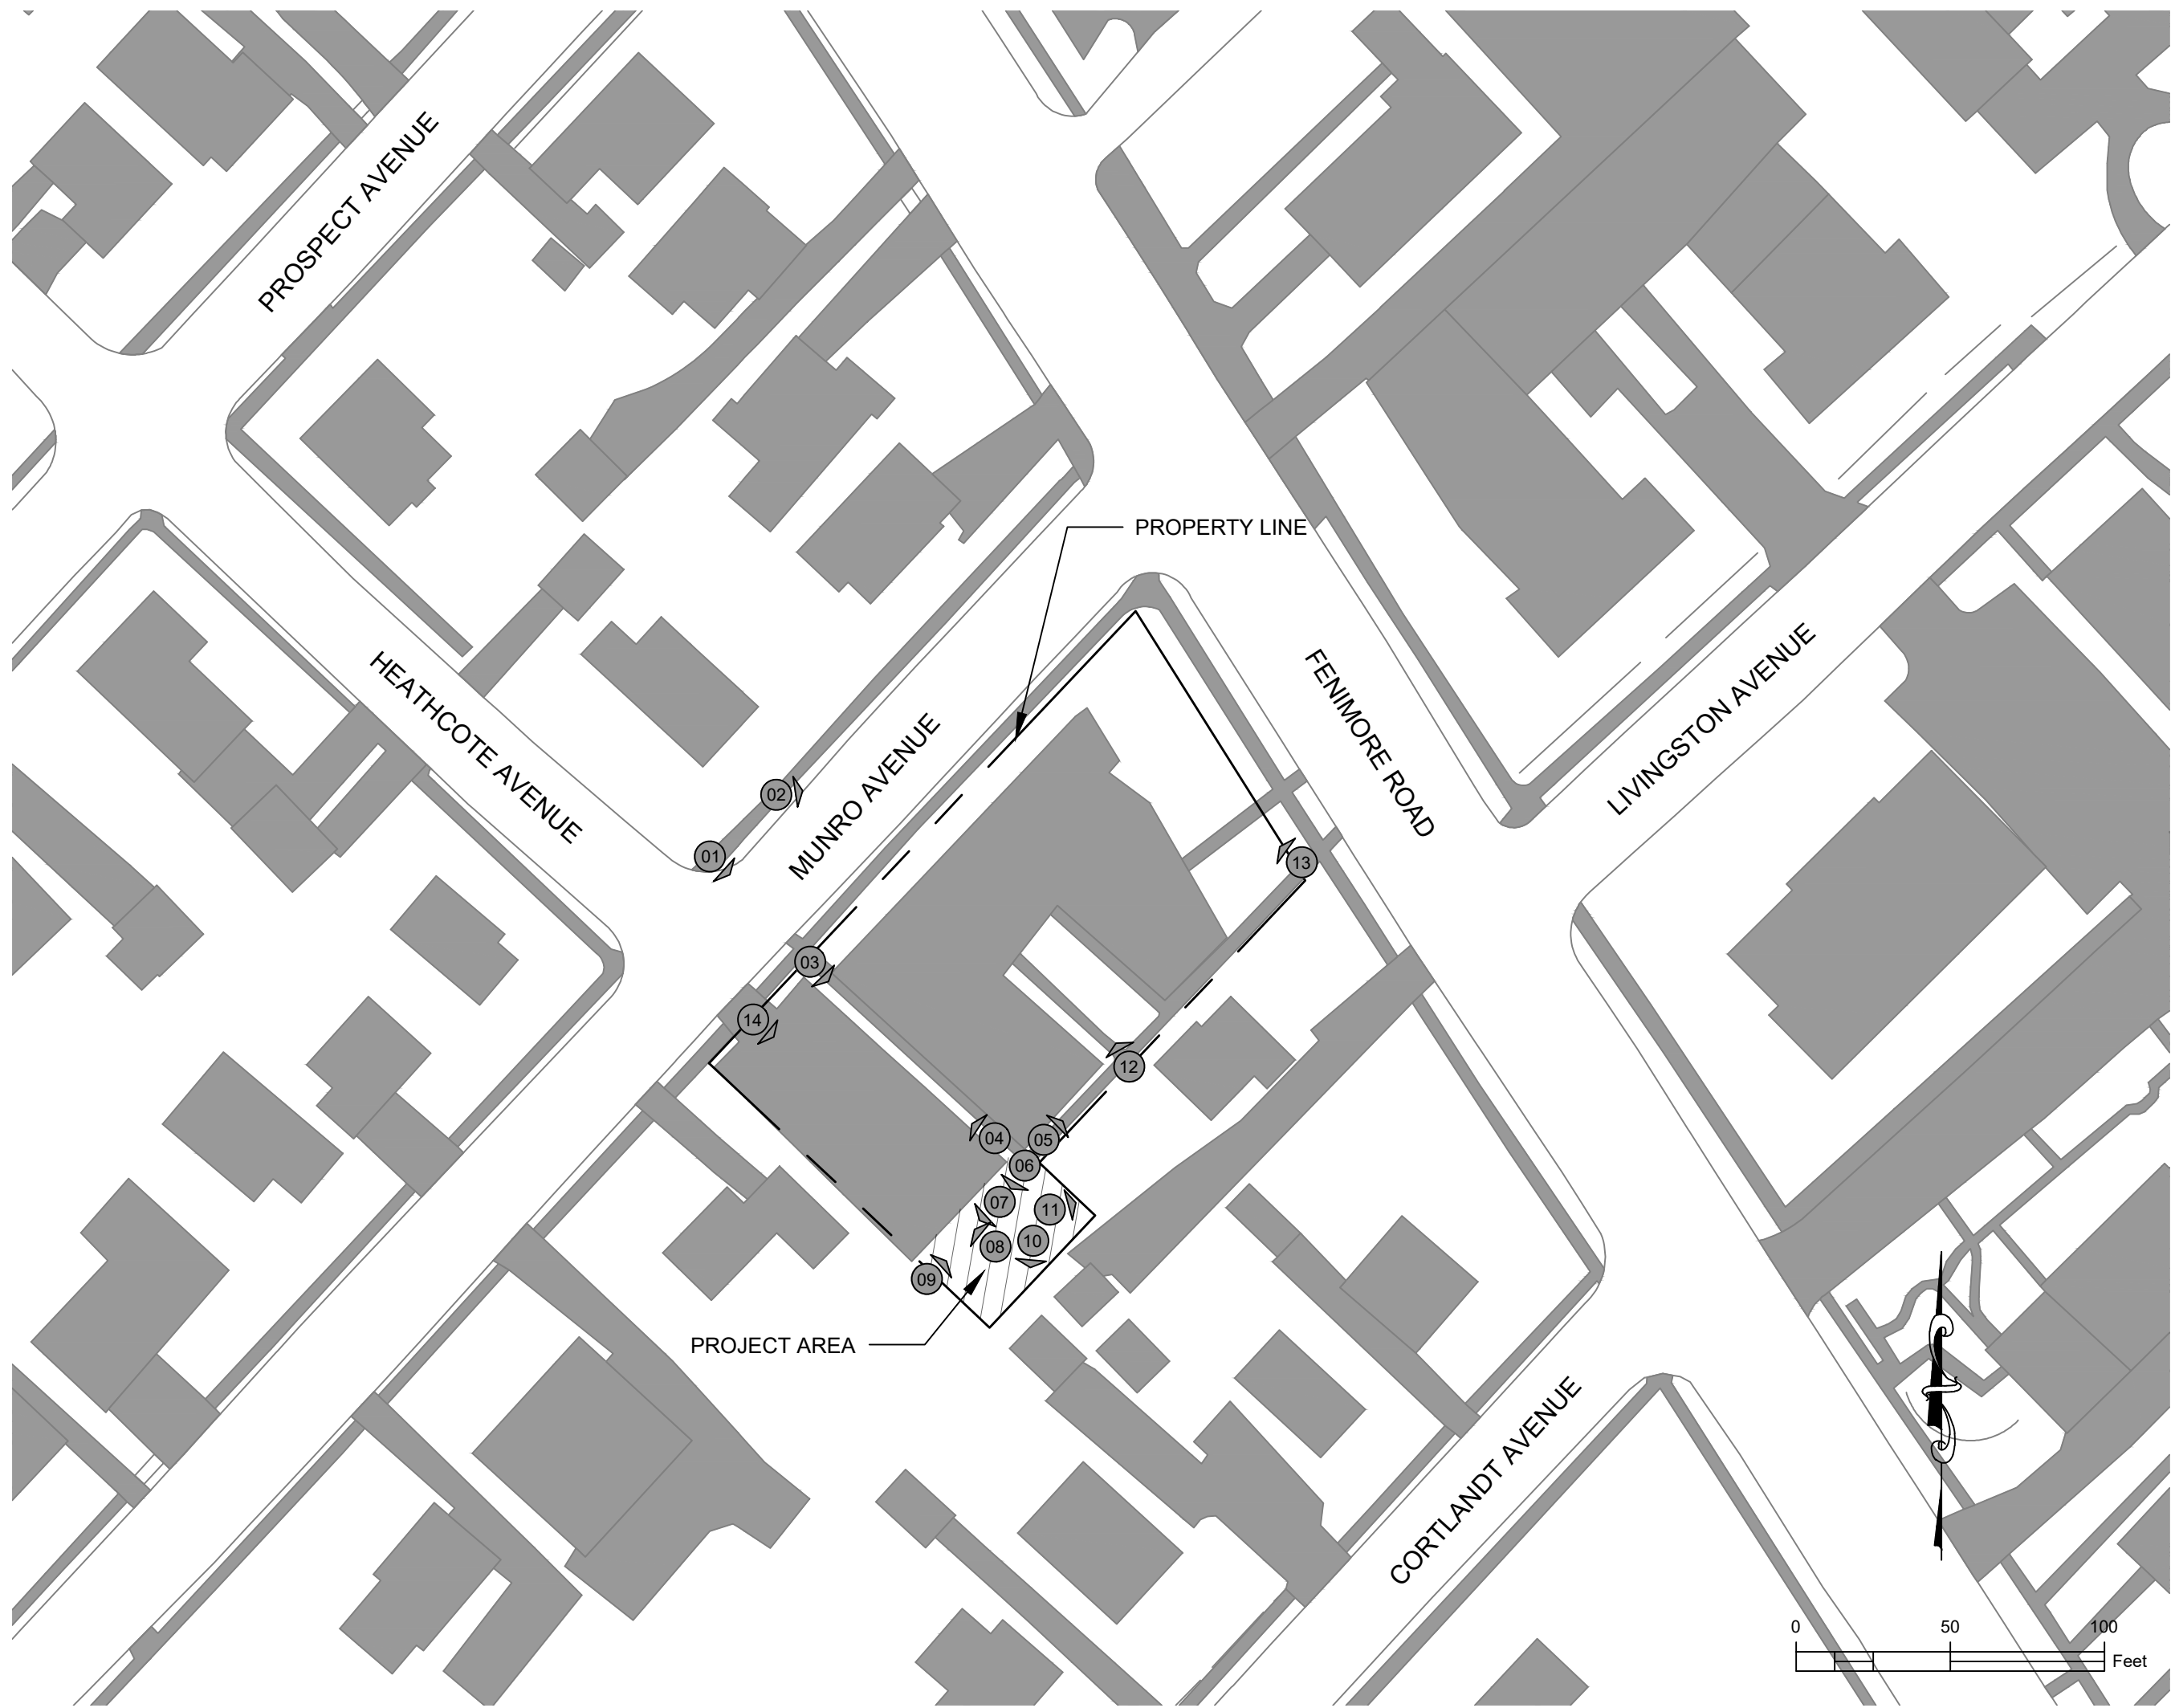 PROSPECT AVENUE
PROPERTY LINE
HEATHCOTE AVENUE
FENIMORE ROAD
LIVINGSTON AVENUE
MUNRO AVENUE
02
01
13
03
14
12
04
05
06
07
11
10
08
09
PROJECT AREA
CORTLANDT AVENUE
0 50 100
Feet